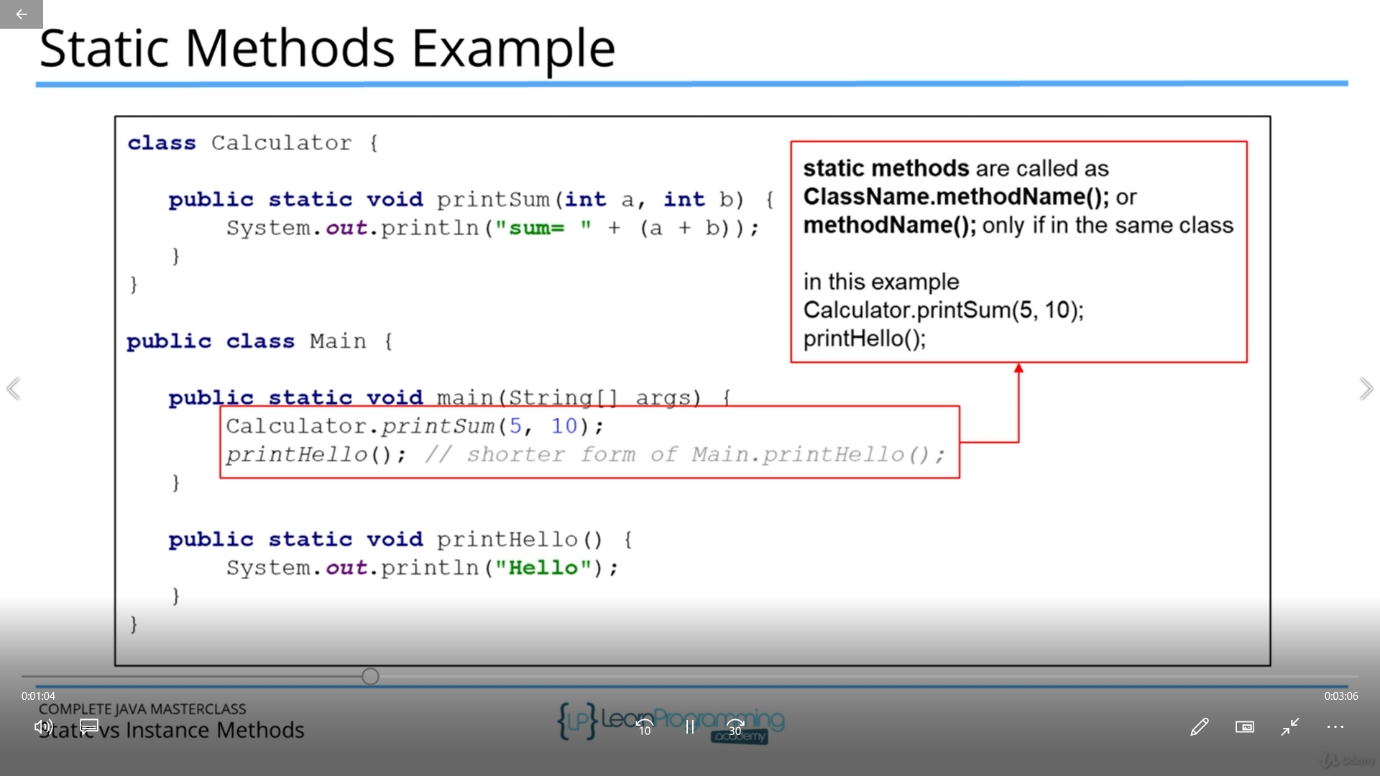 Static Methods Example
class Calculator {
public static void printSum(int a, int b) {
System.out.println("sum= " + (a + b));
}
}
public class Main {
public static void main(String[] args) {
Calculator.printSum(5, 10);
printHello(); // shorter form of Main.printHello();
}
public static void printHello() {
System.out.println("Hello");
}
}
static methods are called as
ClassName.methodName(); or
methodName(); only if in the same class
in this example
Calculator.printSum(5, 10);
printHello();
0:01:04
0:03:06
COMPLETE JAVA MASTERCLASS
Static vs Instance Methods
{LP} LearnProgramming
academy
10
30
Udemy